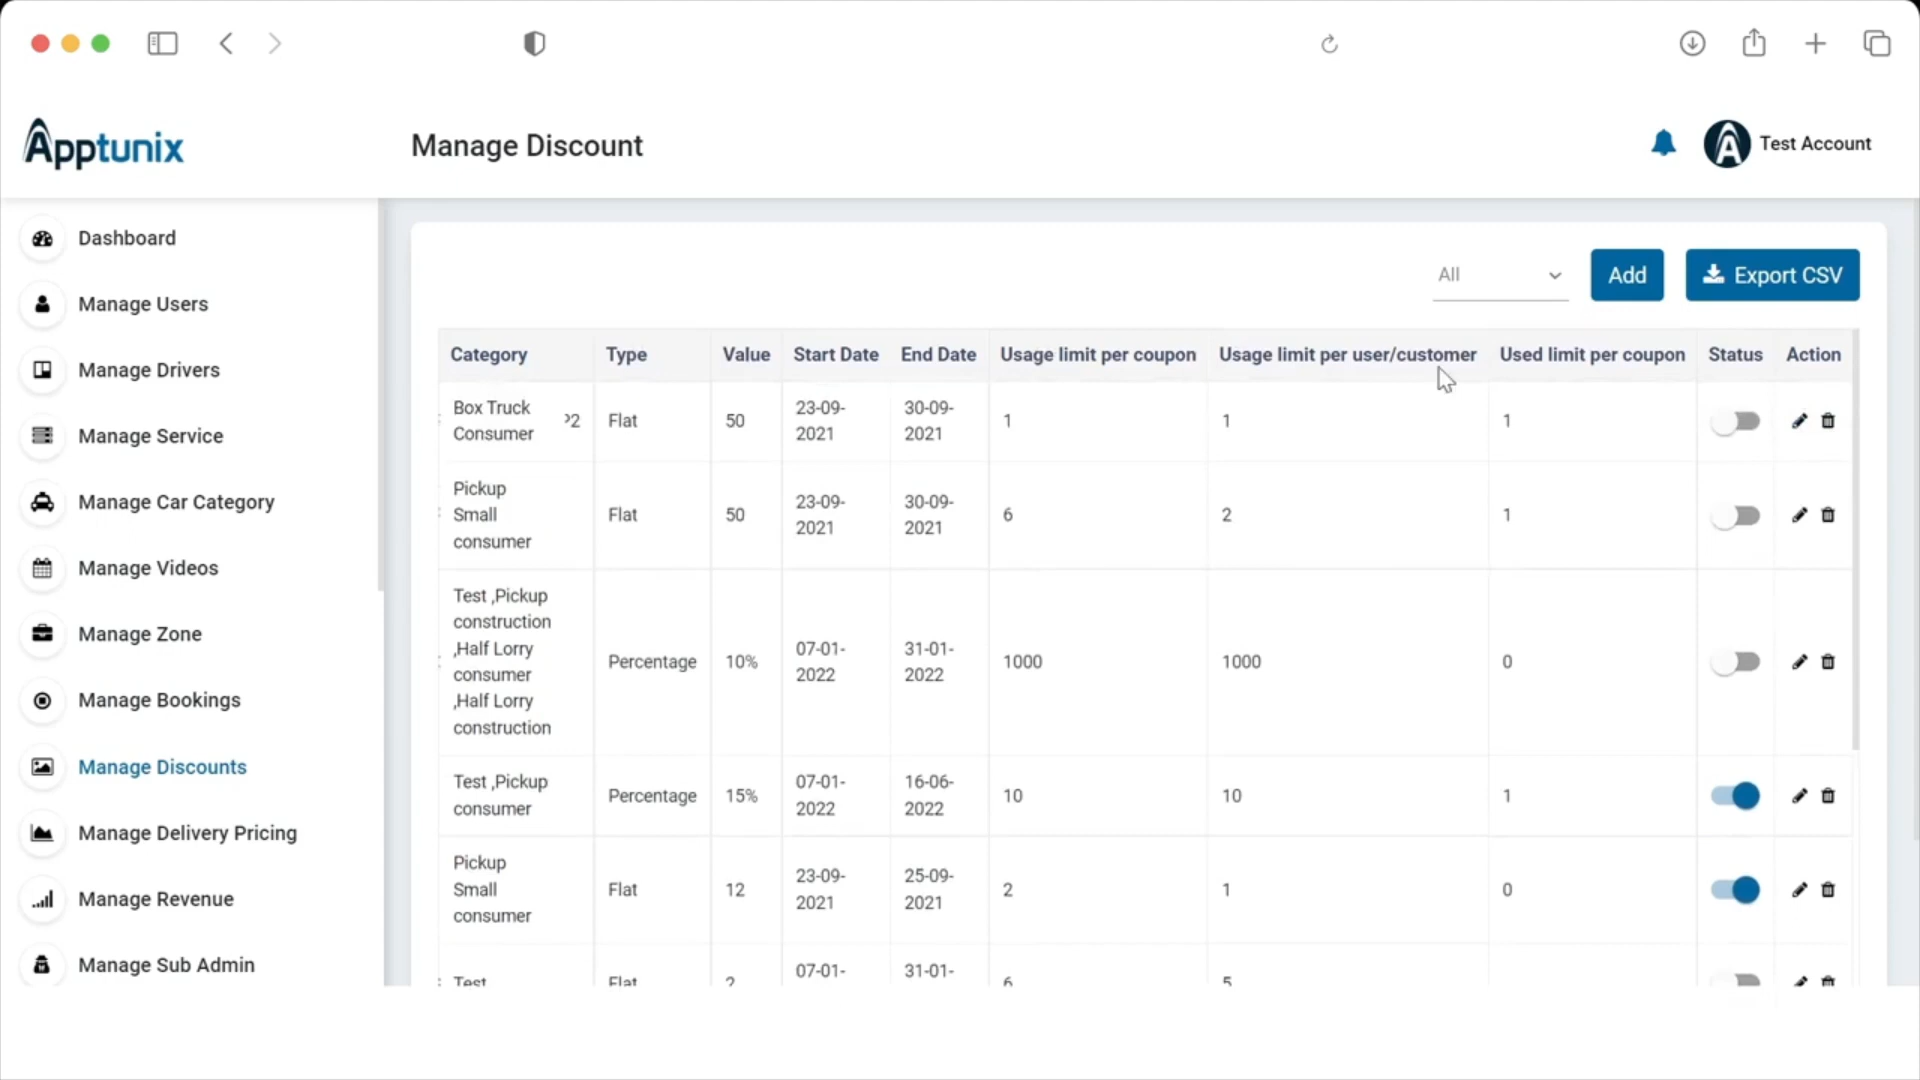 Apptunix
Manage Discount
Test Account
Dashboard
Manage Users
Manage Drivers
Manage Service
Manage Car Category
Manage Videos
Manage Zone
Manage Bookings
Manage Discounts
Manage Delivery Pricing
Manage Revenue
Manage Sub Admin
All
Add
Export CSV
Category Type Value Start Date End Date Usage limit per coupon Usage limit per user/customer Used limit per coupon Status Action
Box Truck
Consumer
Flat 50
23-09-
2021
30-09-
2021
1 1 1
Pickup
Small
consumer
Flat 50
23-09-
2021
30-09-
2021
6 2 1
Test ,Pickup
construction
,Half Lorry
consumer
,Half Lorry
construction
Percentage 10%
07-01-
2022
31-01-
2022
1000 1000 0
Test ,Pickup
consumer
Percentage 15%
07-01-
2022
16-06-
2022
10 10 1
Pickup
Small
consumer
Flat 12
23-09-
2021
25-09-
2021
2 1 0
Test Flat 2
07-01-
31-01-
6 5